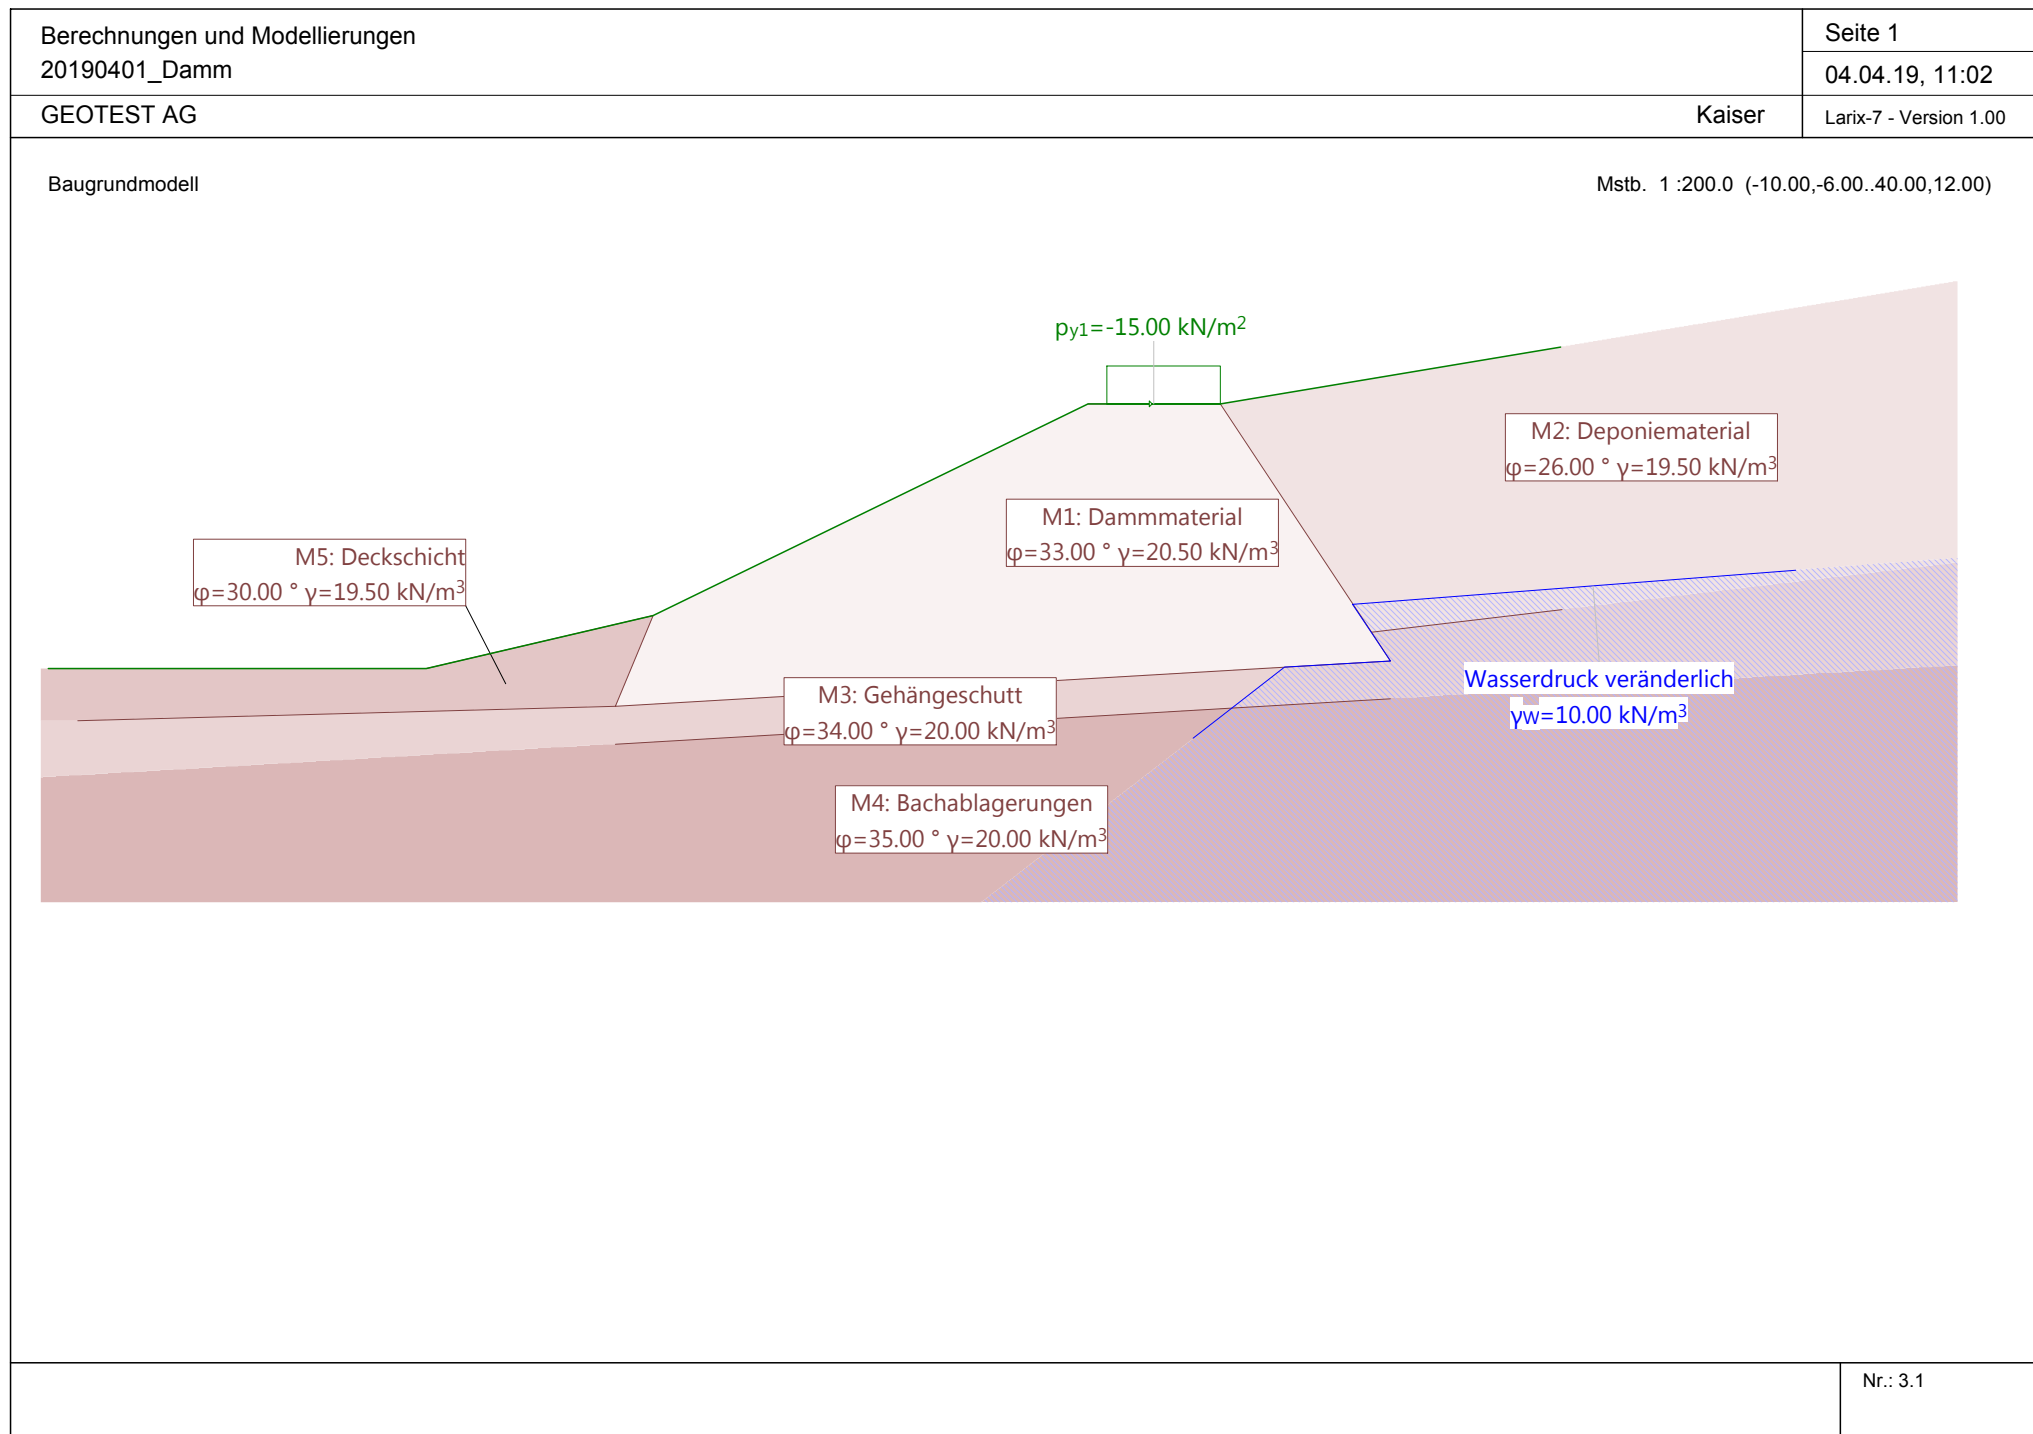 Berechnungen und Modellierungen
20190401_Damm
Seite 1
04.04.19, 11:02
GEOTEST AG
Kaiser
Larix-7 - Version 1.00
Baugrundmodell
Mstb. 1 :200.0 (-10.00,-6.00..40.00,12.00)
py1=-15.00 kN/m²
M2: Deponiematerial
φ=26.00 ° γ=19.50 kN/m³
M1: Dammmaterial
φ=33.00 ° γ=20.50 kN/m³
M5: Deckschicht
φ=30.00 ° γ=19.50 kN/m³
M3: Gehängeschutt
φ=34.00 ° γ=20.00 kN/m³
Wasserdruck veränderlich
γw=10.00 kN/m³
M4: Bachablagerungen
φ=35.00 ° γ=20.00 kN/m³
Nr.: 3.1